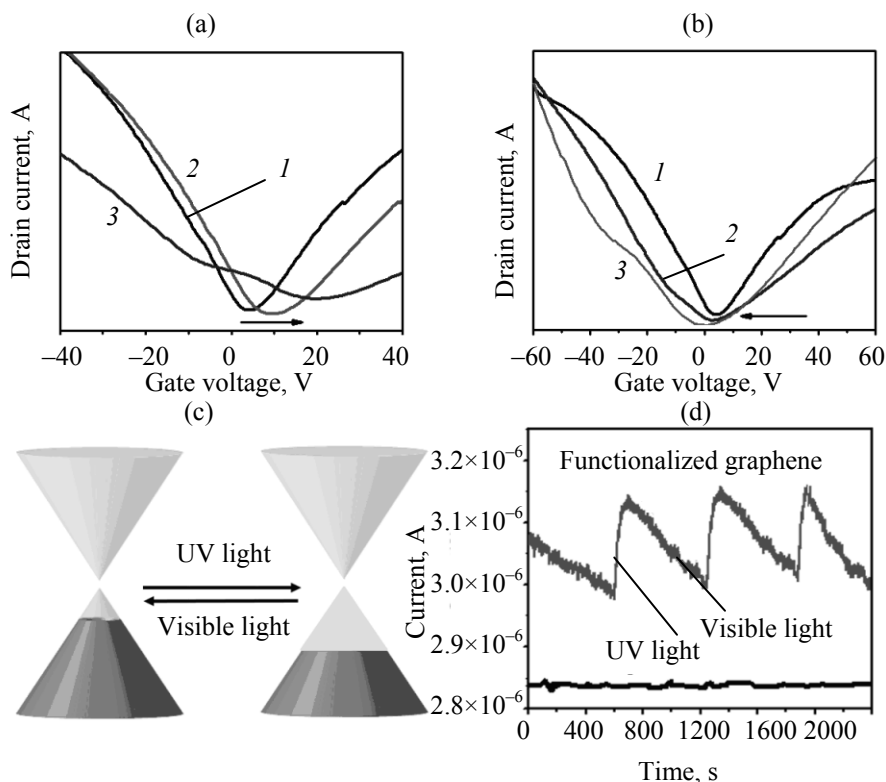 (a)
Drain current, A
1
2
3
–40
–20
0
20
40
Gate voltage, V
(b)
Drain current, A
1
2
3
–60
–40
–20
0
20
40
60
Gate voltage, V
(c)
UV light
Visible light
(d)
Current, A
3.2×10⁻⁶
3.1×10⁻⁶
3.0×10⁻⁶
2.9×10⁻⁶
2.8×10⁻⁶
Functionalized graphene
Visible light
UV light
0
400
800
1200
1600
2000
Time, s